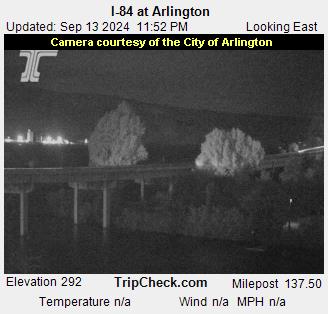 I-84 at Arlington
Updated: Sep 13 2024 11:52 PM Looking East
Camera courtesy of the City of Arlington
Elevation 292 TripCheck.com Milepost 137.50
Temperature n/a Wind n/a MPH n/a